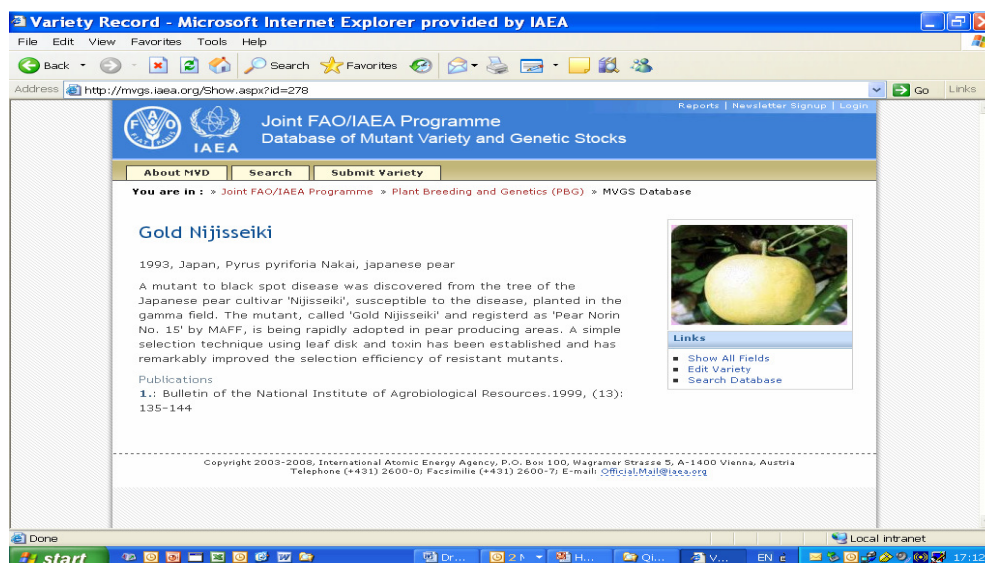 Variety Record - Microsoft Internet Explorer provided by IAEA
File Edit View Favorites Tools Help
Back Search Favorites
Address http://mvgs.iaea.org/Show.aspx?id=278 Go Links
Reports | Newsletter Signup | Login
FAO
FIAT PANIS
IAEA
Joint FAO/IAEA Programme
Database of Mutant Variety and Genetic Stocks
About MVD Search Submit Variety
You are in : » Joint FAO/IAEA Programme » Plant Breeding and Genetics (PBG) » MVGS Database
Gold Nijisseiki
1993, Japan, Pyrus pyriforia Nakai, japanese pear
A mutant to black spot disease was discovered from the tree of the
Japanese pear cultivar 'Nijisseiki', susceptible to the disease, planted in the
gamma field. The mutant, called 'Gold Nijisseiki' and registerd as 'Pear Norin
No. 15' by MAFF, is being rapidly adopted in pear producing areas. A simple
selection technique using leaf disk and toxin has been established and has
remarkably improved the selection efficiency of resistant mutants.
Publications
1.: Bulletin of the National Institute of Agrobiological Resources.1999, (13):
135-144
Links
Show All Fields
Edit Variety
Search Database
Copyright 2003-2008, International Atomic Energy Agency, P.O. Box 100, Wagramer Strasse 5, A-1400 Vienna, Austria
Telephone (+431) 2600-0; Facsimilie (+431) 2600-7; E-mail: Official.Mail@iaea.org
Done Local intranet
start Dr... 2 H... Qi... V... EN 17:12